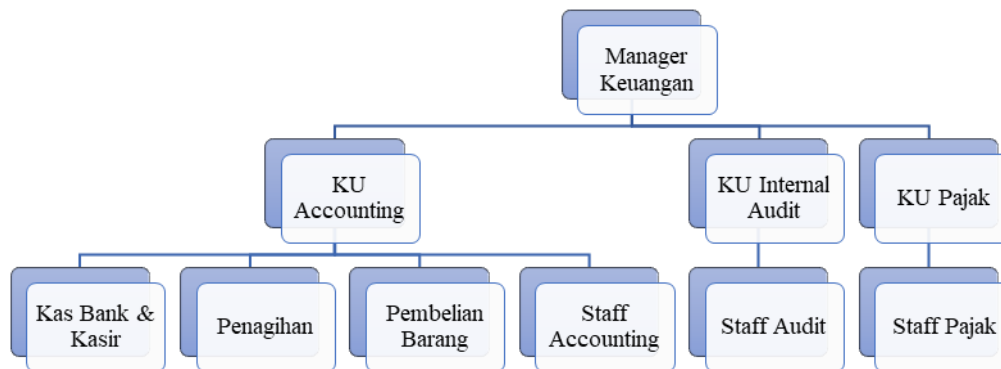 Manager
Keuangan
KU
Accounting
KU Internal
Audit
KU Pajak
Kas Bank &
Kasir
Penagihan
Pembelian
Barang
Staff
Accounting
Staff Audit
Staff Pajak